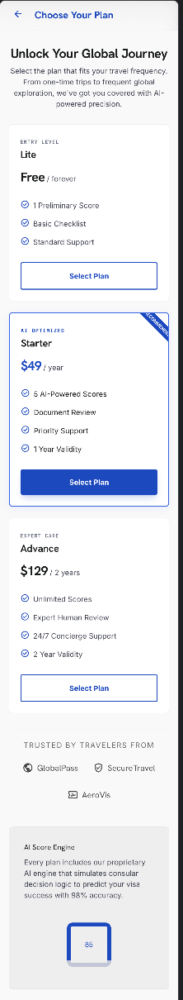 Choose Your Plan
Unlock Your Global Journey
Select the plan that fits your travel frequency.
From one-time trips to frequent global
exploration, we've got you covered with AI-
powered precision.
ENTRY LEVEL
Lite
Free / forever
1 Preliminary Score
Basic Checklist
Standard Support
Select Plan
AI OPTIMIZED
Starter
$49 / year
5 AI-Powered Scores
Document Review
Priority Support
1 Year Validity
Select Plan
EXPERT CARE
Advance
$129 / 2 years
Unlimited Scores
Expert Human Review
24/7 Concierge Support
2 Year Validity
Select Plan
TRUSTED BY TRAVELERS FROM
GlobalPass
SecureTravel
AeroVis
AI Score Engine
Every plan includes our proprietary
AI engine that simulates consular
decision logic to predict your visa
success with 98% accuracy.
85